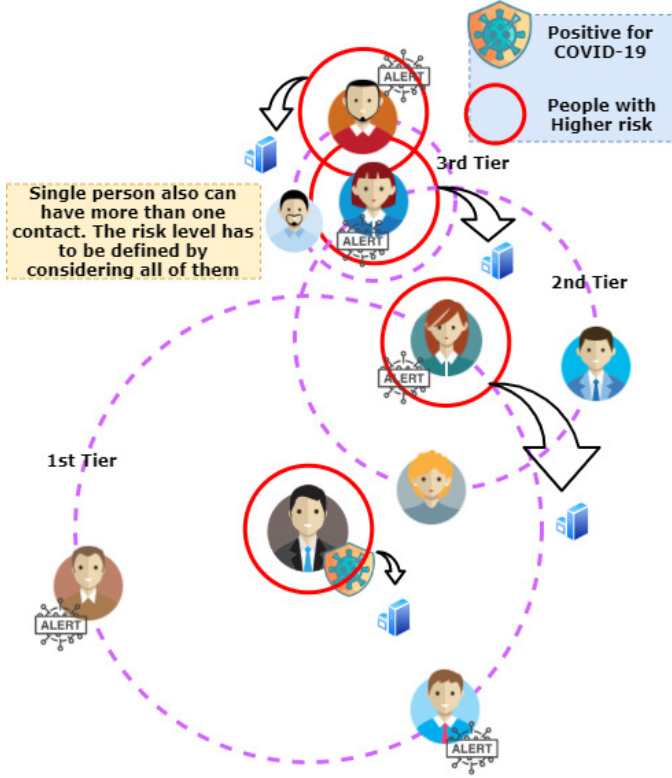 Positive for
COVID-19
People with
Higher risk
ALERT
3rd Tier
Single person also can
have more than one
contact. The risk level has
to be defined by
considering all of them
ALERT
2nd Tier
ALERT
1st Tier
ALERT
ALERT